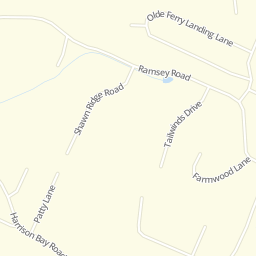 Olde Ferry Landing Lane
Ramsey Road
Shawn Ridge Road
Tailwinds Drive
Farmwood Lane
Patty Lane
Harrison Bay Road